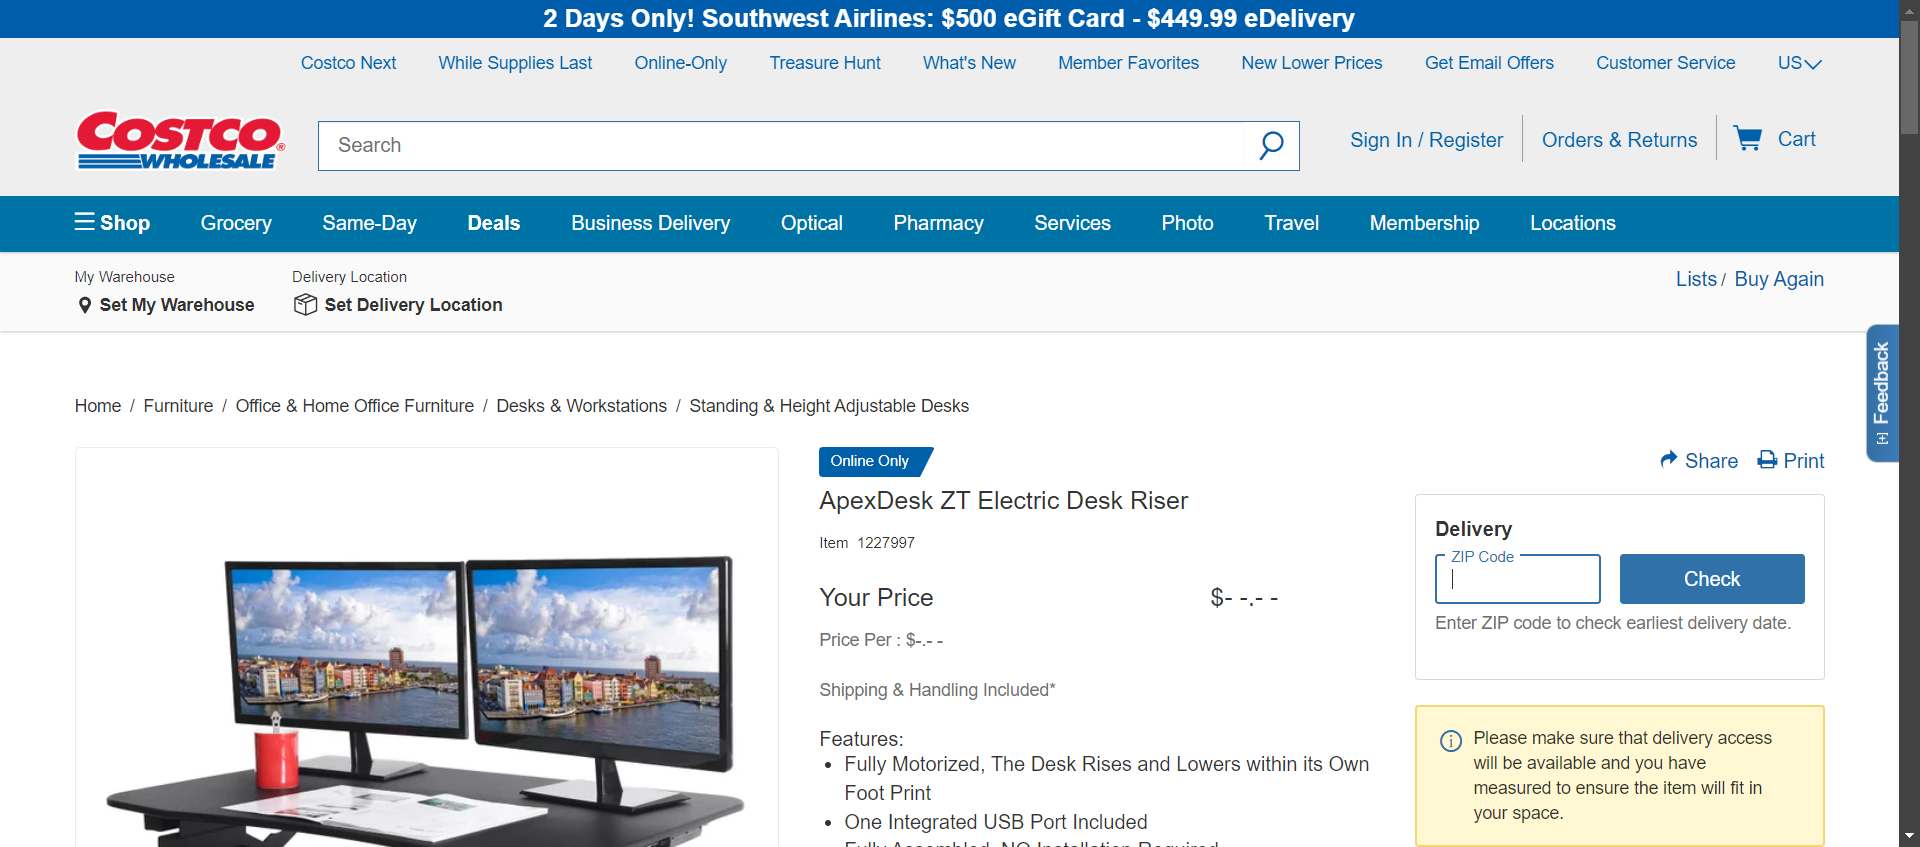 2 Days Only! Southwest Airlines: $500 eGift Card - $449.99 eDelivery
Costco Next While Supplies Last Online-Only Treasure Hunt What's New Member Favorites New Lower Prices Get Email Offers Customer Service US
COSTCO WHOLESALE
Search
Sign In / Register Orders & Returns Cart
Shop Grocery Same-Day Deals Business Delivery Optical Pharmacy Services Photo Travel Membership Locations
My Warehouse
Set My Warehouse
Delivery Location
Set Delivery Location
Lists / Buy Again
[+] Feedback
Home / Furniture / Office & Home Office Furniture / Desks & Workstations / Standing & Height Adjustable Desks
Online Only
Share Print
ApexDesk ZT Electric Desk Riser
Item 1227997
Your Price $- -.- -
Price Per : $-.- -
Shipping & Handling Included*
Features:
• Fully Motorized, The Desk Rises and Lowers within its Own
Foot Print
• One Integrated USB Port Included
Fully Assembled, NO Installation Required
Delivery
ZIP Code
Check
Enter ZIP code to check earliest delivery date.
Please make sure that delivery access
will be available and you have
measured to ensure the item will fit in
your space.